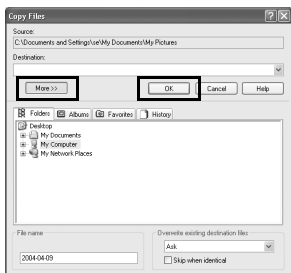 Copy Files
Source:
C:\Documents and Settings\se\My Documents\My Pictures
Destination:
More >>
OK
Cancel
Help
Folders
Albums
Favorites
History
Desktop
My Documents
My Computer
My Network Places
File name
2004-04-09
Overwrite existing destination files
Ask
Skip when identical